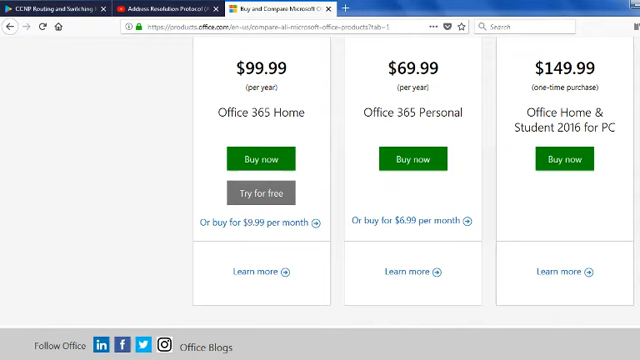 CCNP Routing and Switching
Address Resolution Protocol (A
Buy and Compare Microsoft O
https://products.office.com/en-us/compare-all-microsoft-office-products?tab=1
Search
$99.99
(per year)
Office 365 Home
Buy now
Try for free
Or buy for $9.99 per month
Learn more
$69.99
(per year)
Office 365 Personal
Buy now
Or buy for $6.99 per month
Learn more
$149.99
(one-time purchase)
Office Home &
Student 2016 for PC
Buy now
Learn more
Follow Office
Office Blogs